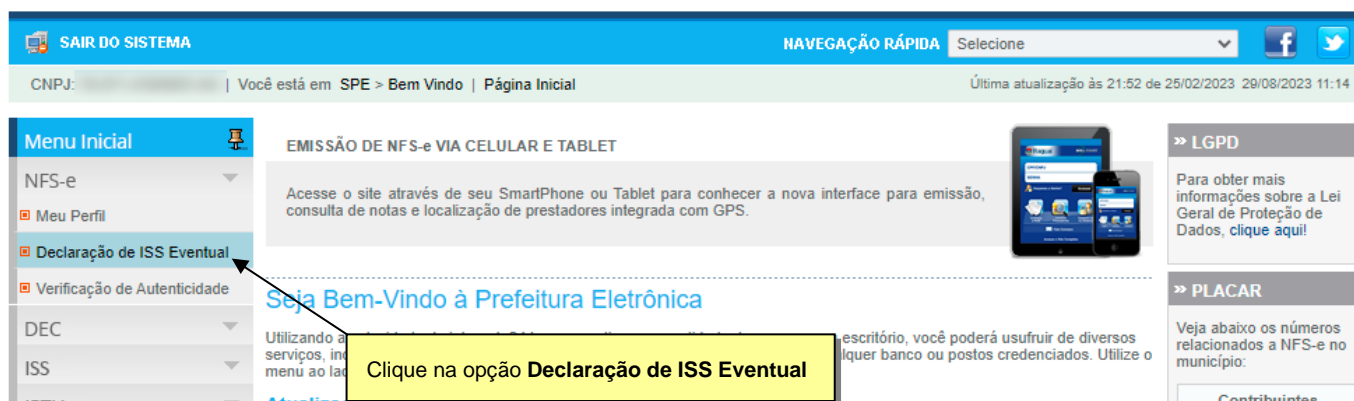 SAIR DO SISTEMA
NAVEGAÇÃO RÁPIDA Selecione
CNPJ: | Você está em SPE > Bem Vindo | Página Inicial
Última atualização às 21:52 de 25/02/2023 29/08/2023 11:14
Menu Inicial
NFS-e
Meu Perfil
Declaração de ISS Eventual
Verificação de Autenticidade
DEC
ISS
EMISSÃO DE NFS-e VIA CELULAR E TABLET
Acesse o site através de seu SmartPhone ou Tablet para conhecer a nova interface para emissão,
consulta de notas e localização de prestadores integrada com GPS.
Seja Bem-Vindo à Prefeitura Eletrônica
Utilizando a escritório, você poderá usufruir de diversos
serviços, lquer banco ou postos credenciados. Utilize o
menu ao
Clique na opção Declaração de ISS Eventual
» LGPD
Para obter mais
informações sobre a Lei
Geral de Proteção de
Dados, clique aqui!
» PLACAR
Veja abaixo os números
relacionados a NFS-e no
município:
Contribuintes